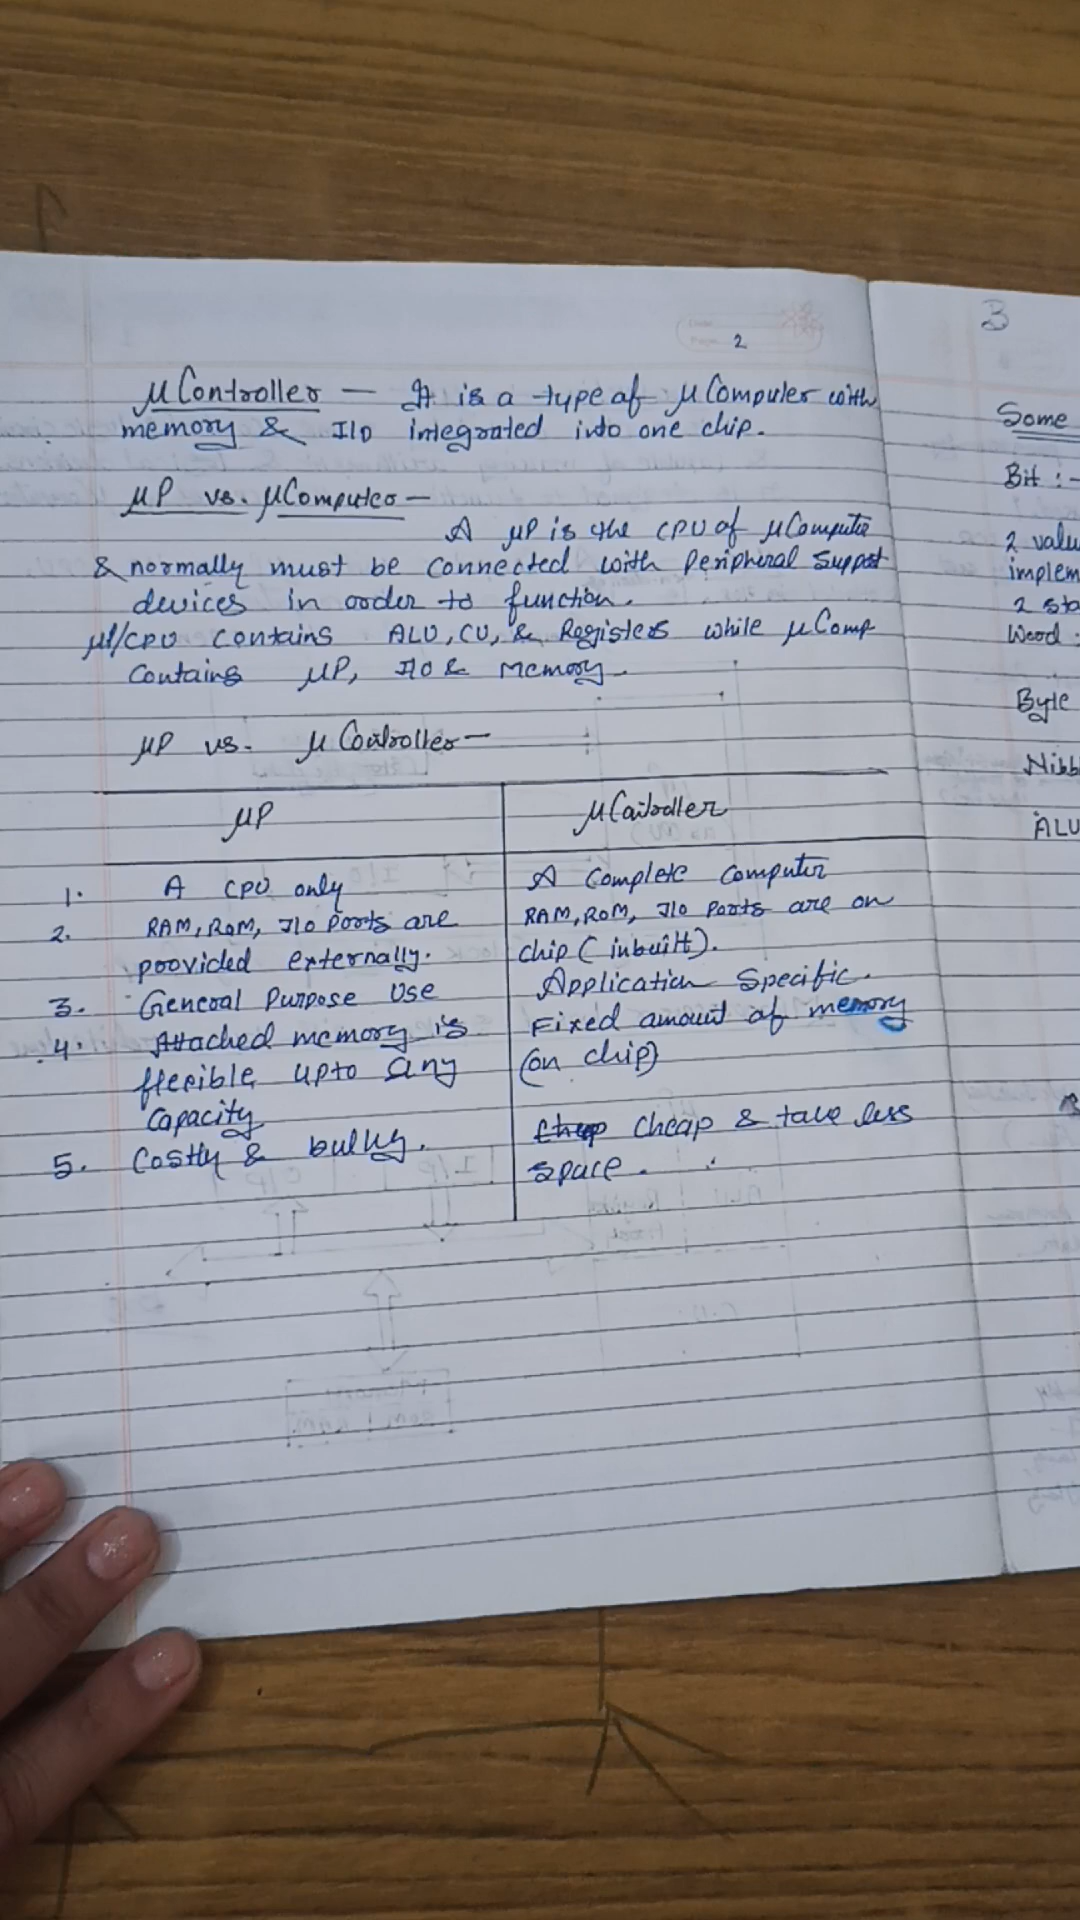 2
μController — It is a type of μComputer with
memory & I/O integrated into one chip.
μP vs. μComputer —
A μP is the CPU of μComputer
& normally must be connected with Peripheral Support
devices in order to function.
μP/CPU Contains ALU, CU, & Registers while μComp
Contains μP, I/O & Memory.
μP vs. μController —
μP μController
1. A CPU only A Complete Computer
2. RAM, ROM, I/O Ports are RAM, ROM, I/O Ports are on
provided externally. chip (inbuilt).
3. General Purpose Use Application Specific.
4. Attached memory is Fixed amount of memory
flexible upto any (on chip)
Capacity
5. Costly & bulky. Cheap & take less
space.
3
Some
Bit :-
2 valu
implem
2 sta
Word :
Byte
Nibb
ALU